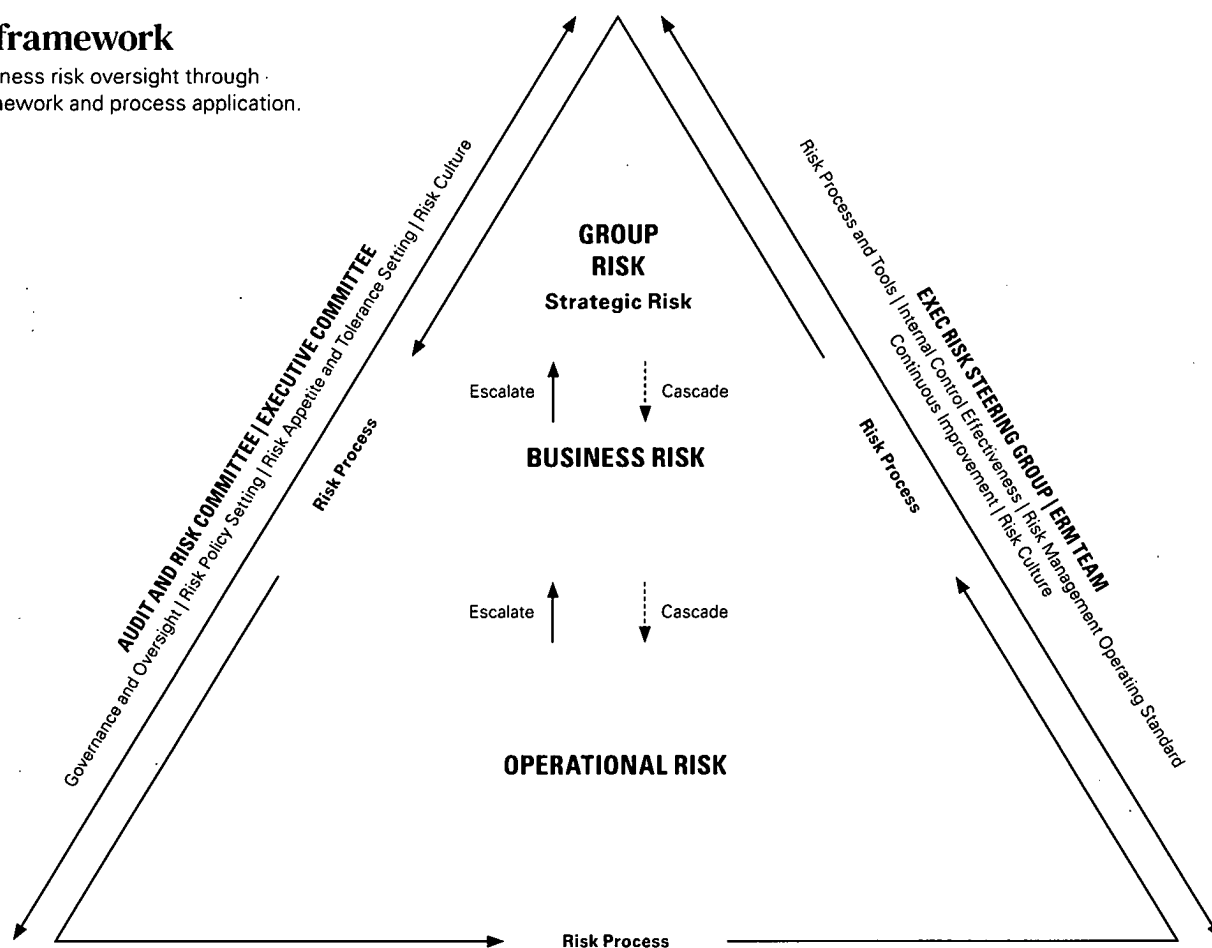 framework
ness risk oversight through
ework and process application.
AUDIT AND RISK COMMITTEE | EXECUTIVE COMMITTEE
Governance and Oversight | Risk Policy Setting | Risk Appetite and Tolerance Setting | Risk Culture
EXEC RISK STEERING GROUP | ERM TEAM
Risk Process and Tools | Internal Control Effectiveness | Risk Management Operating Standard
Continuous Improvement | Risk Culture
GROUP
RISK
Strategic Risk
Escalate
Cascade
Risk Process
BUSINESS RISK
Risk Process
Escalate
Cascade
OPERATIONAL RISK
Risk Process